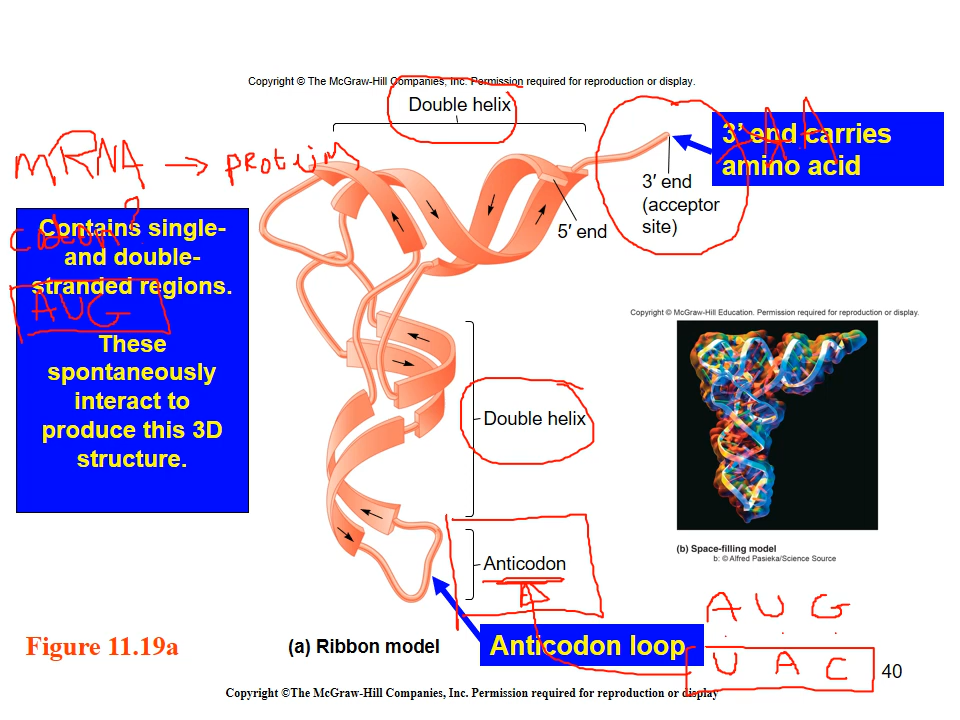 Copyright © The McGraw-Hill Companies, Inc. Permission required for reproduction or display.
Double helix
3’ end carries
amino acid
AA
mRNA → protein
3′ end
(acceptor
site)
5′ end
Contains single-
and double-
stranded regions.
These
spontaneously
interact to
produce this 3D
structure.
codon?
AUG
Copyright © McGraw-Hill Education. Permission required for reproduction or display.
Double helix
Anticodon
(b) Space-filling model
b: © Alfred Pasieka/Science Source
A U G
U A C
Anticodon loop
(a) Ribbon model
Figure 11.19a
40
Copyright ©The McGraw-Hill Companies, Inc. Permission required for reproduction or display